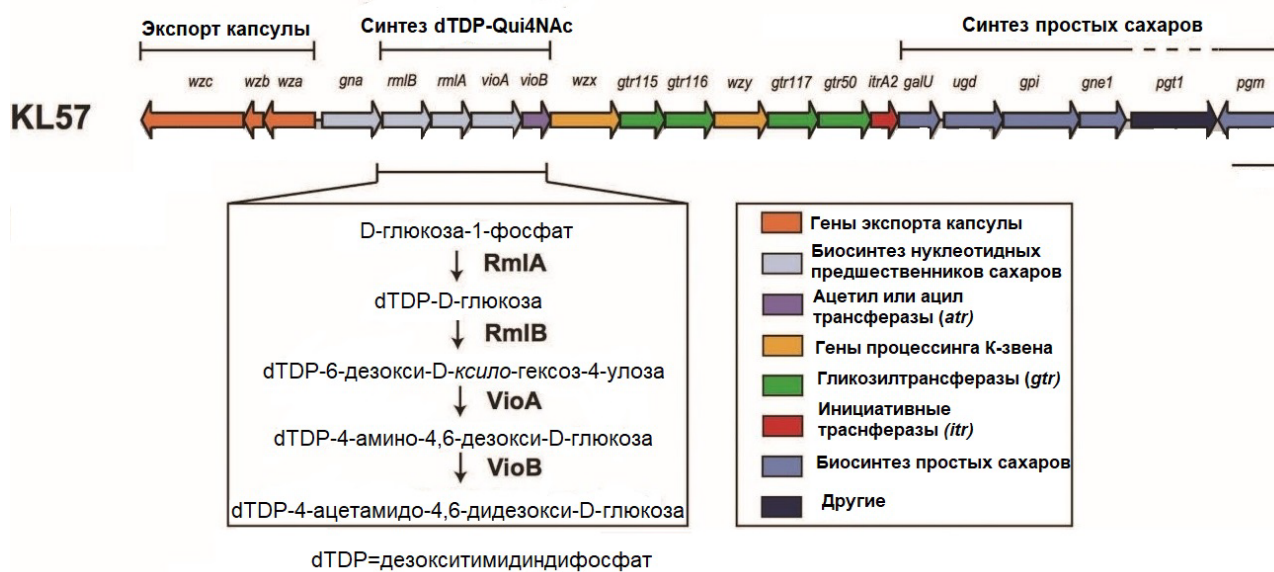 Экспорт капсулы
Синтез dTDP-Qui4NAc
Синтез простых сахаров
wzc wzb wza gna rmlB rmlA vioA vioB wzx gtr115 gtr116 wzy gtr117 gtr50 itrA2 galU ugd gpi gne1 pgt1 pgm
KL57
D-глюкоза-1-фосфат
RmlA
dTDP-D-глюкоза
RmlB
dTDP-6-дезокси-D-ксило-гексоз-4-улоза
VioA
dTDP-4-амино-4,6-дезокси-D-глюкоза
VioB
dTDP-4-ацетамидо-4,6-дидезокси-D-глюкоза
dTDP=дезокситимидиндифосфат
Гены экспорта капсулы
Биосинтез нуклеотидных
предшественников сахаров
Ацетил или ацил
трансферазы (atr)
Гены процессинга К-звена
Гликозилтрансферазы (gtr)
Инициативные
траснферазы (itr)
Биосинтез простых сахаров
Другие